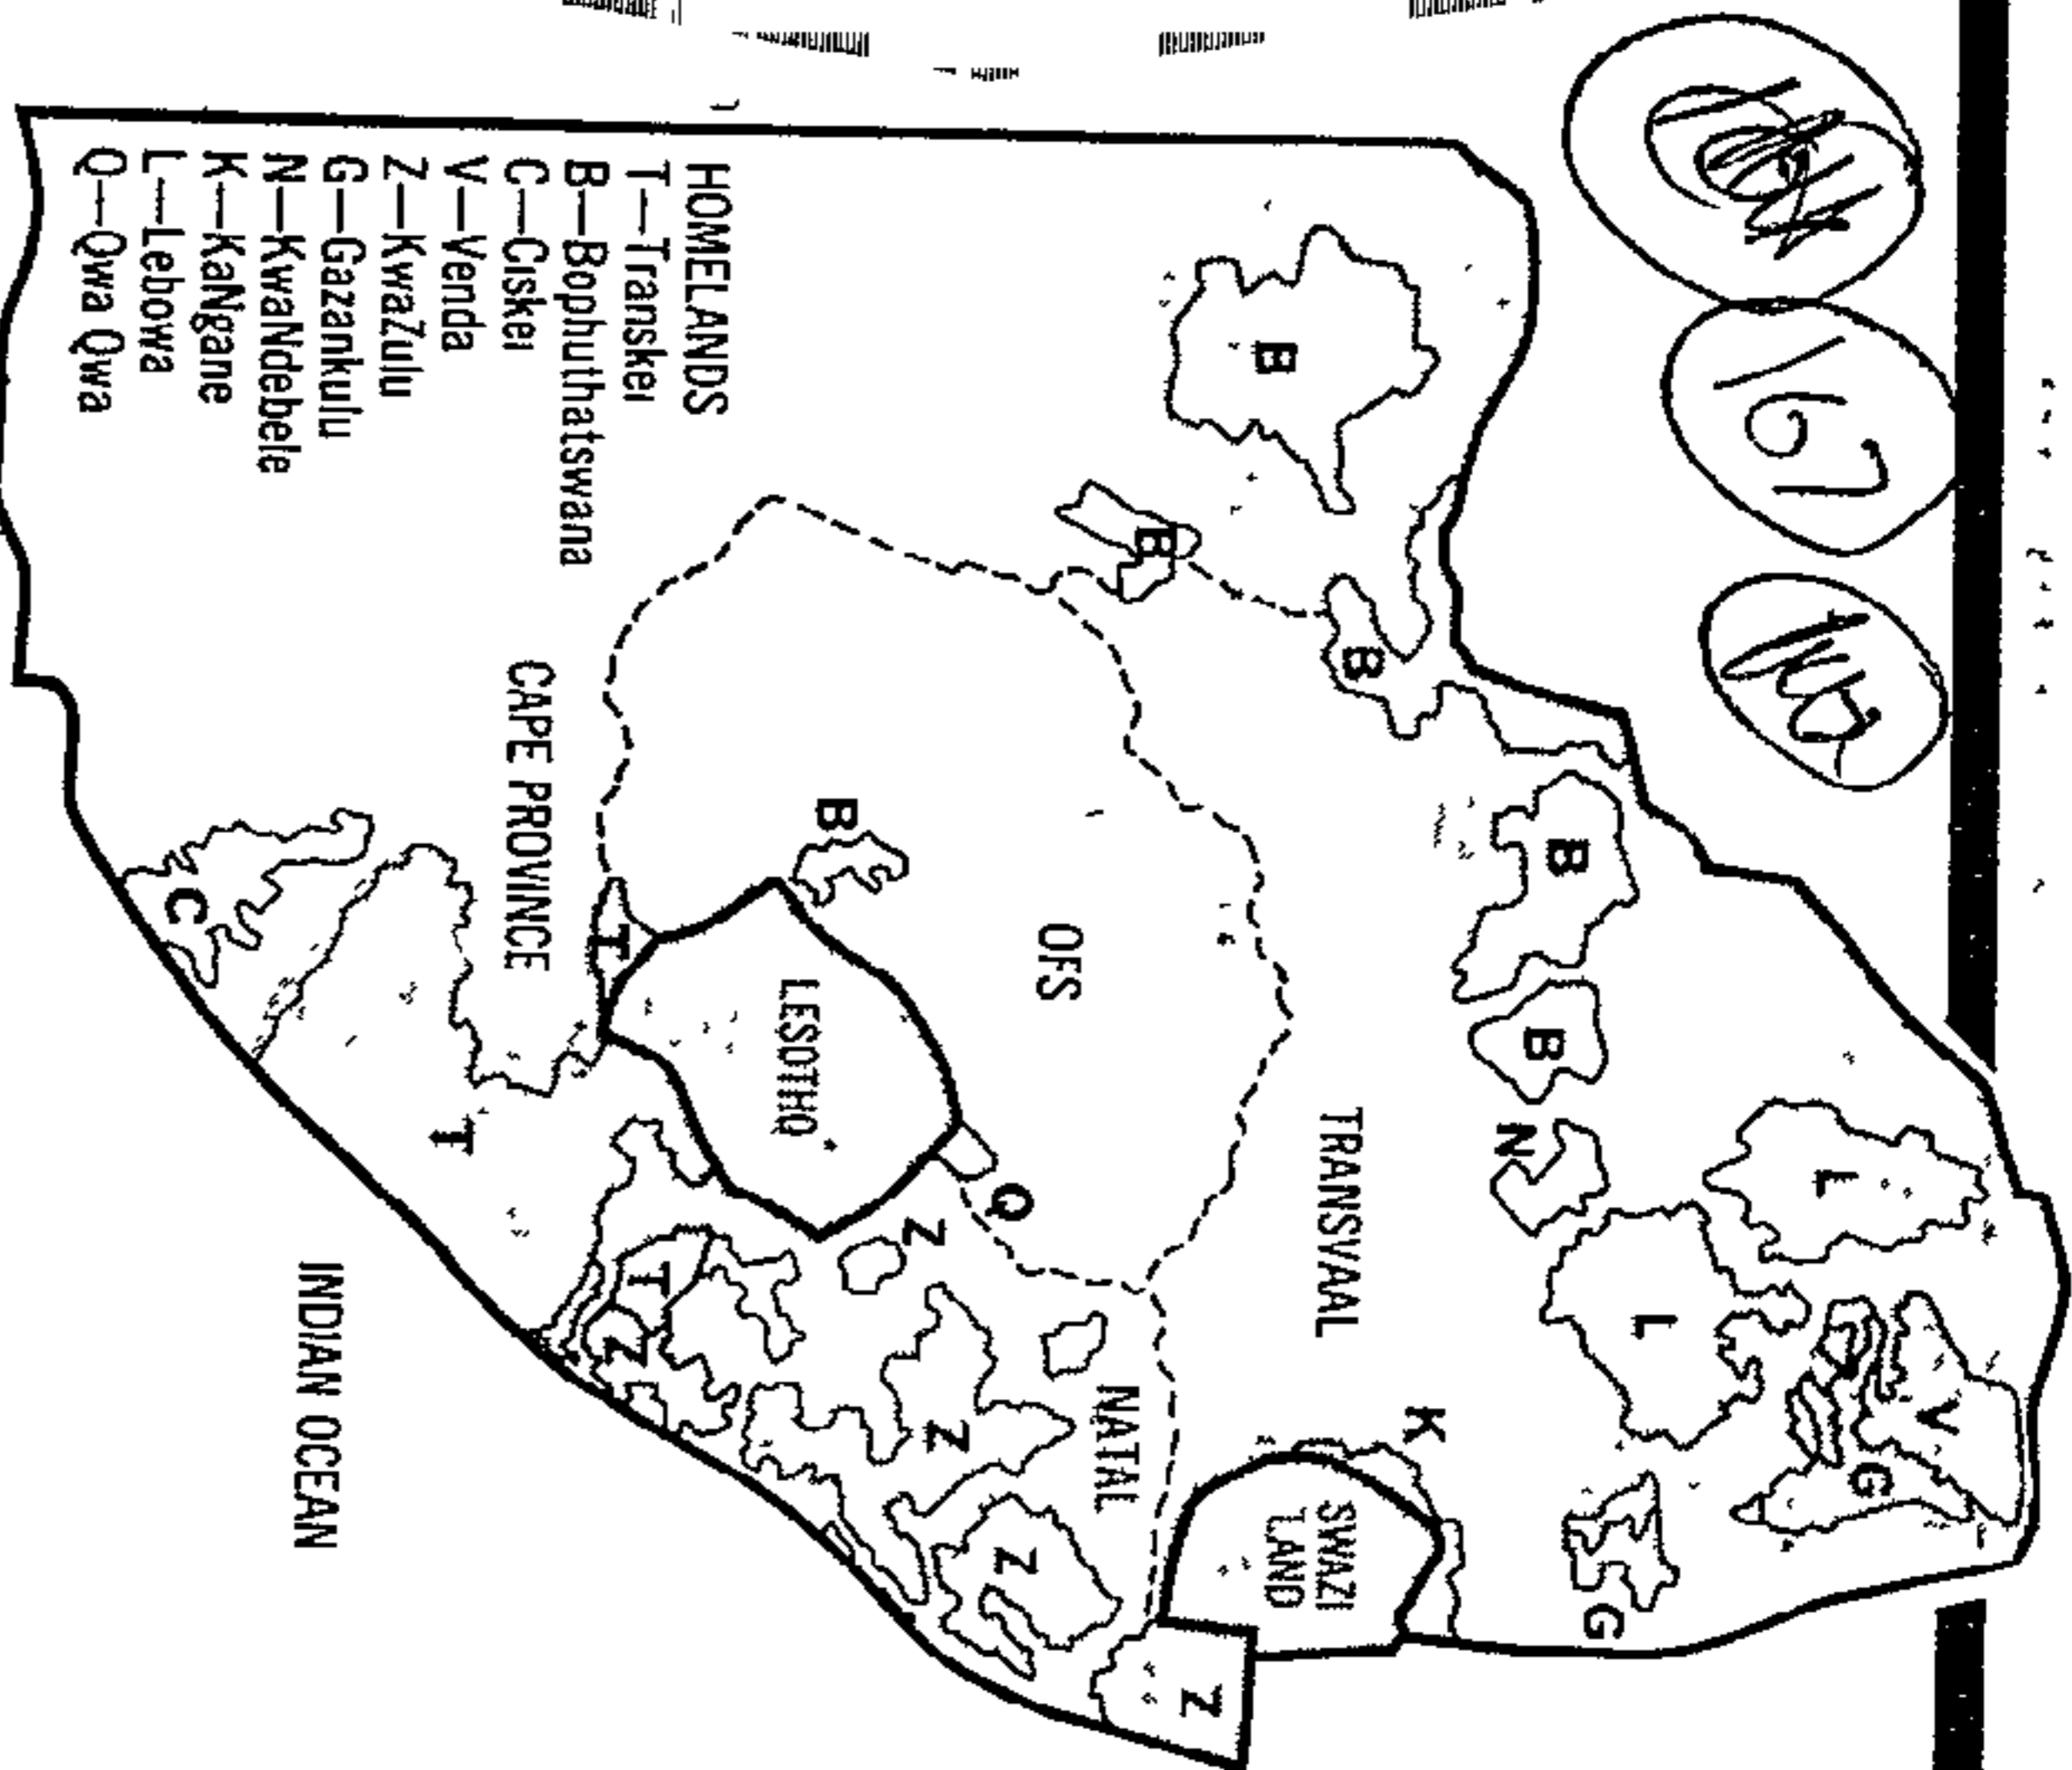 HOMELANDS
T—Transkei
B—Bophuthatswana
C—Ciskei
V—Venda
Z—KwaZulu
G—Gazankulu
N—KwaNdebele
K—KaNgane
L—Lebowa
Q—Qwa Qwa
B
B
B
B
B
B
N
L
L
V
G
G
K
TRANSVAAL
SWAZI
LAND
OFS
NATAL
Q
Z
Z
Z
Z
Z
LESOTHO
T
T
T
C
CAPE PROVINCE
INDIAN OCEAN